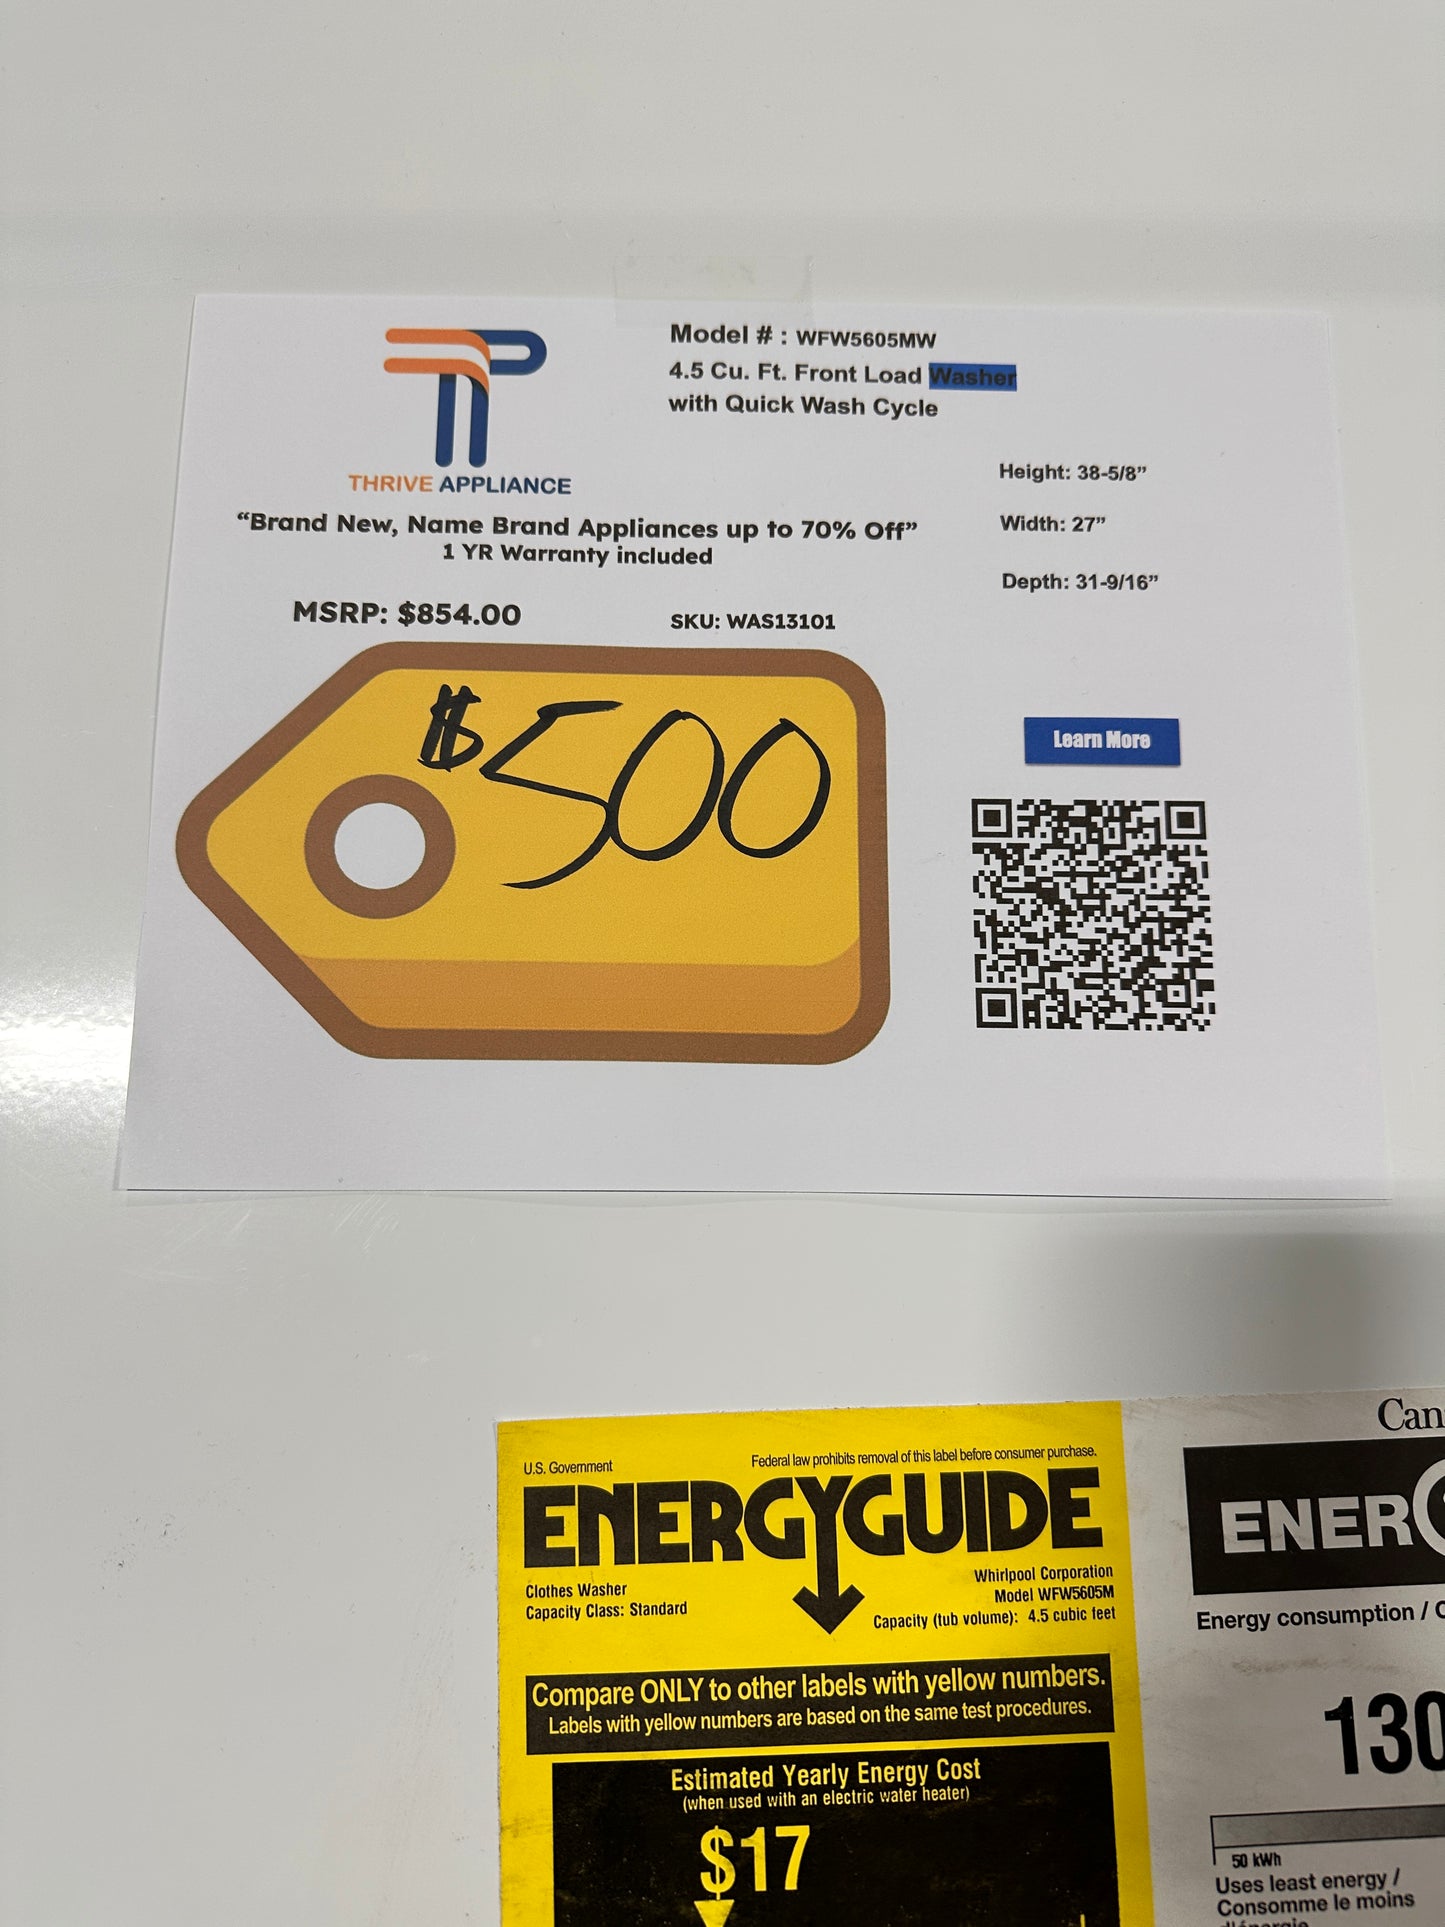 THRIVE APPLIANCE
Model # : WFW5605MW
4.5 Cu. Ft. Front Load Washer
with Quick Wash Cycle
"Brand New, Name Brand Appliances up to 70% Off"
1 YR Warranty included
Height: 38-5/8"
Width: 27"
Depth: 31-9/16"
MSRP: $854.00
SKU: WAS13101
$500
Learn More
U.S. Government
Federal law prohibits removal of this label before consumer purchase.
ENERGYGUIDE
Clothes Washer
Capacity Class: Standard
Whirlpool Corporation
Model WFW5605M
Capacity (tub volume): 4.5 cubic feet
Compare ONLY to other labels with yellow numbers.
Labels with yellow numbers are based on the same test procedures.
Estimated Yearly Energy Cost
(when used with an electric water heater)
$17
Can
ENER
Energy consumption /
130
50 kWh
Uses least energy /
Consomme le moins
d'énergie